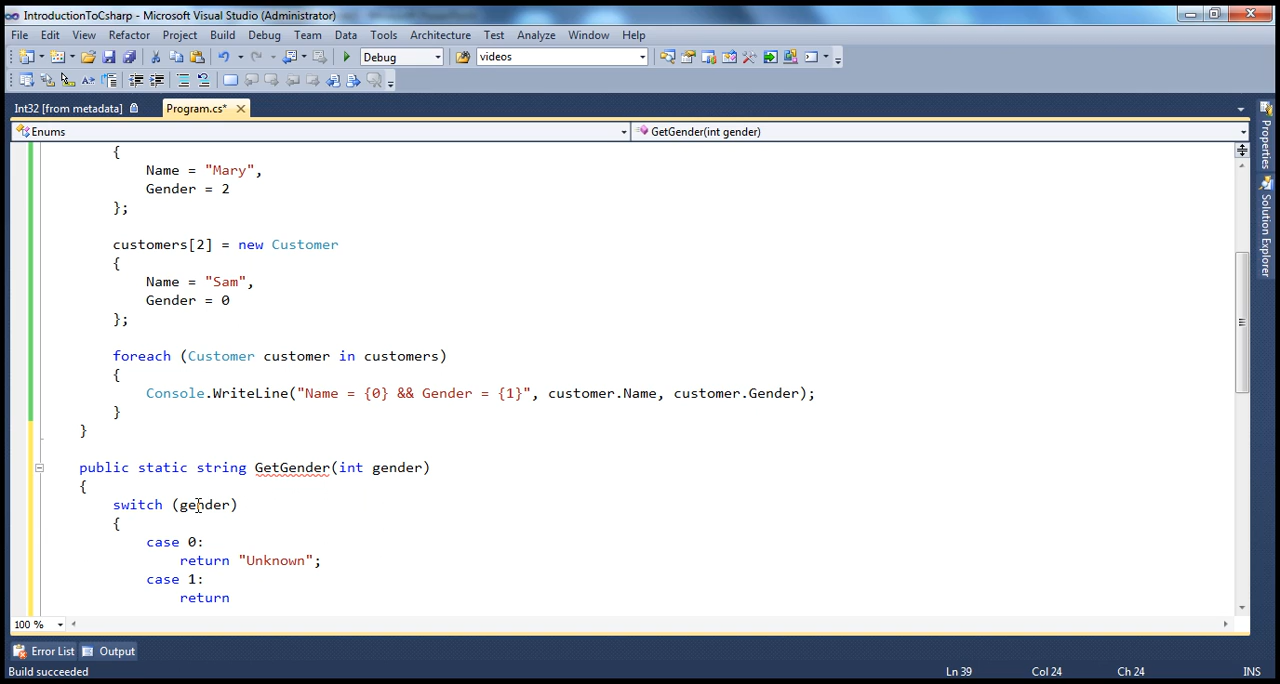 IntroductionToCsharp - Microsoft Visual Studio (Administrator)
File Edit View Refactor Project Build Debug Team Data Tools Architecture Test Analyze Window Help
Debug videos
Int32 [from metadata] Program.cs*
Enums GetGender(int gender)
{
Name = "Mary",
Gender = 2
};
customers[2] = new Customer
{
Name = "Sam",
Gender = 0
};
foreach (Customer customer in customers)
{
Console.WriteLine("Name = {0} && Gender = {1}", customer.Name, customer.Gender);
}
}
public static string GetGender(int gender)
{
switch (gender)
{
case 0:
return "Unknown";
case 1:
return
100 %
Error List Output
Build succeeded Ln 39 Col 24 Ch 24 INS
Properties
Solution Explorer